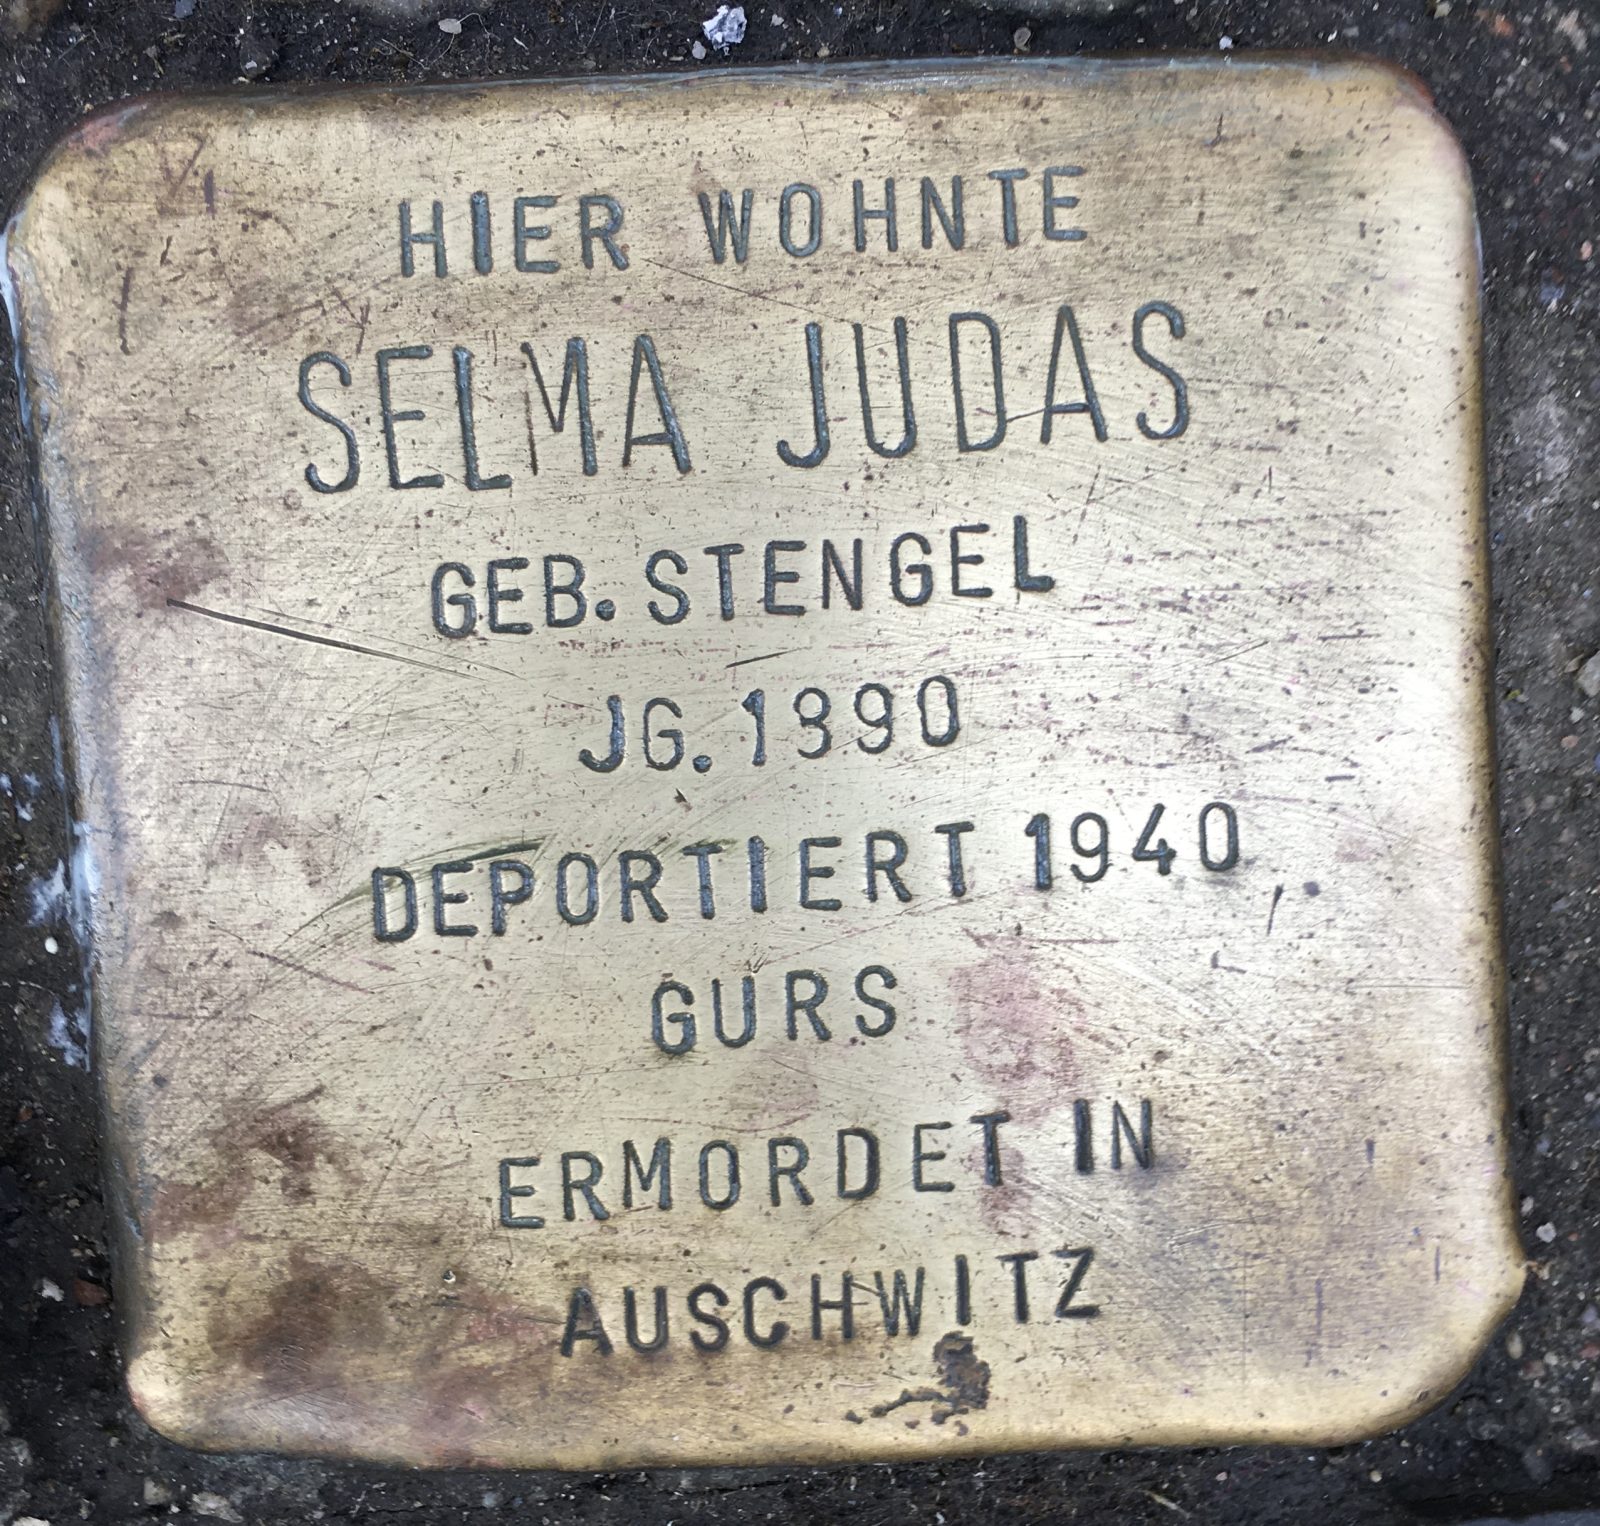 HIER WOHNTE
SELMA JUDAS
GEB. STENGEL
JG. 1890
DEPORTIERT 1940
GURS
ERMORDET IN
AUSCHWITZ